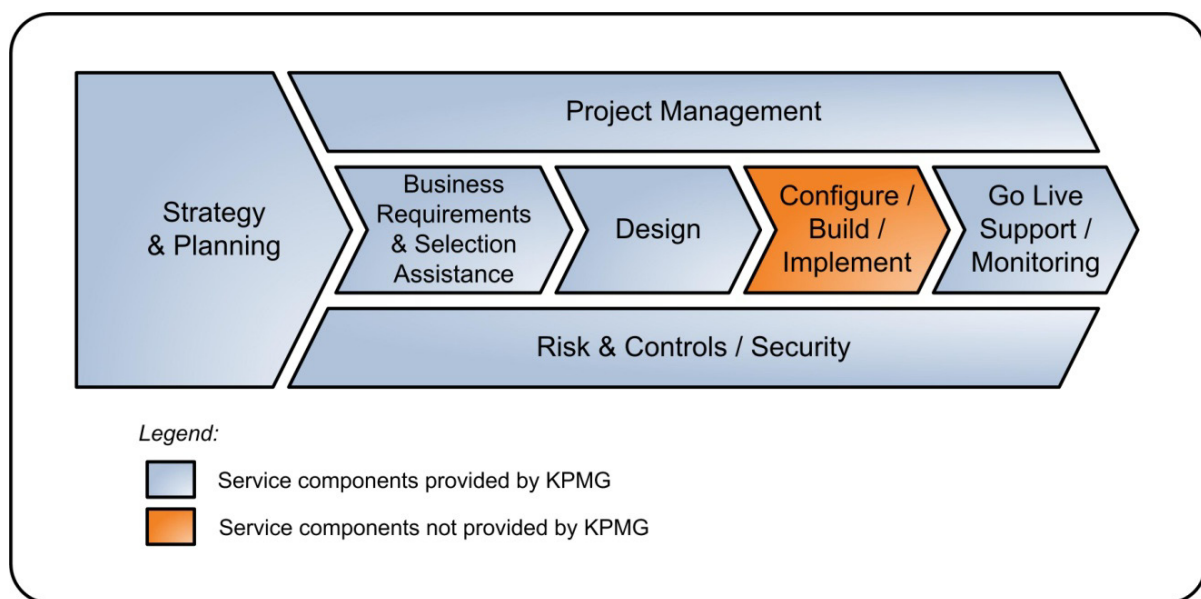 Project Management
Strategy
& Planning
Business
Requirements
& Selection
Assistance
Design
Configure /
Build /
Implement
Go Live
Support /
Monitoring
Risk & Controls / Security
Legend:
Service components provided by KPMG
Service components not provided by KPMG